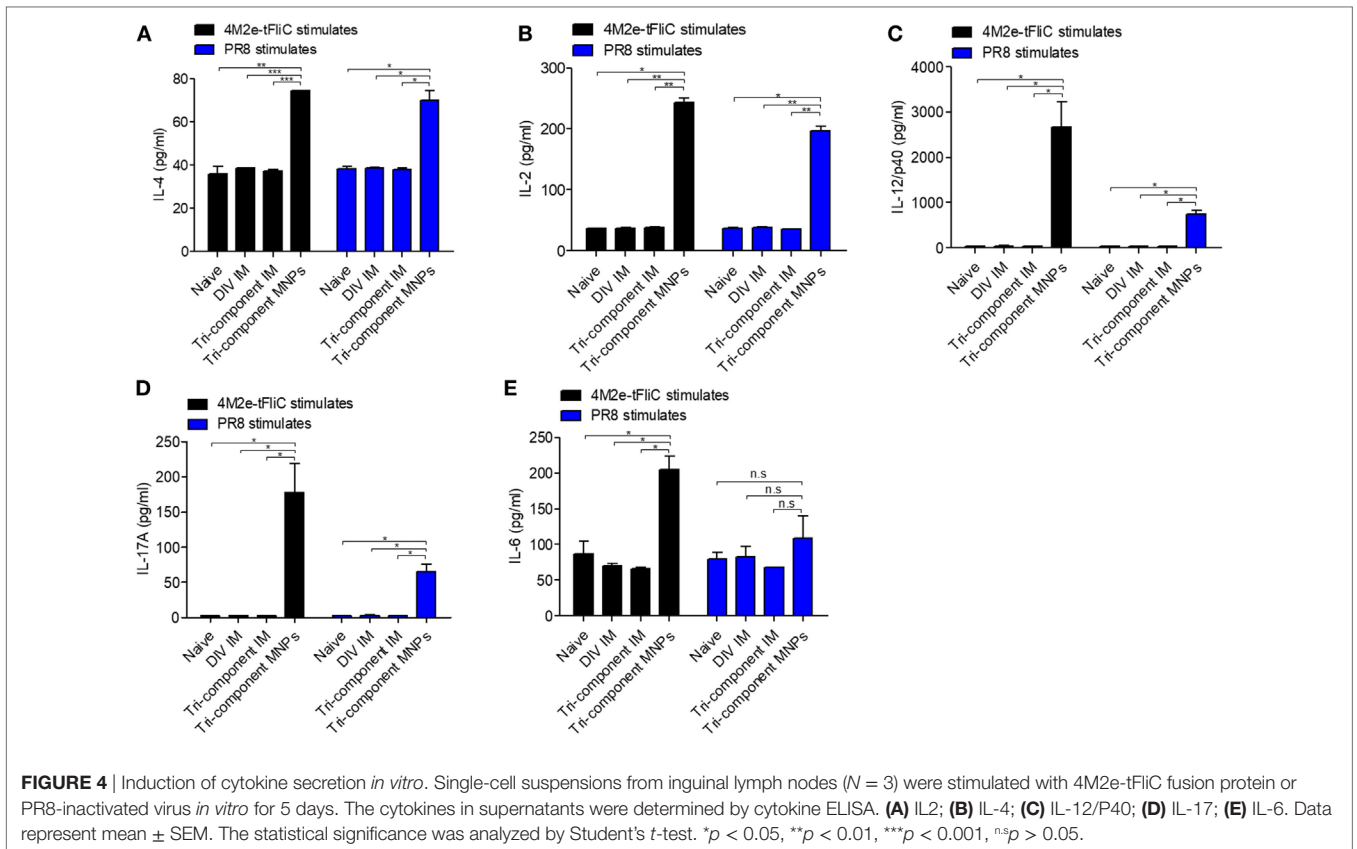 A
4M2e-tFliC stimulates
PR8 stimulates
** *
*** *
*** *
80
60
40
20
0
IL-4 (pg/ml)
Naive
DIV IM
Tri-component IM
Tri-component MNPs
Naive
DIV IM
Tri-component IM
Tri-component MNPs
B
4M2e-tFliC stimulates
PR8 stimulates
* *
** **
** **
300
200
100
0
IL-2 (pg/ml)
Naive
DIV IM
Tri-component IM
Tri-component MNPs
Naive
DIV IM
Tri-component IM
Tri-component MNPs
C
4M2e-tFliC stimulates
PR8 stimulates
* *
* *
* *
4000
3000
2000
1000
0
IL-12/p40 (pg/ml)
Naive
DIV IM
Tri-component IM
Tri-component MNPs
Naive
DIV IM
Tri-component IM
Tri-component MNPs
D
4M2e-tFliC stimulates
PR8 stimulates
* *
* *
* *
250
200
150
100
50
0
IL-17A (pg/ml)
Naive
DIV IM
Tri-component IM
Tri-component MNPs
Naive
DIV IM
Tri-component IM
Tri-component MNPs
E
4M2e-tFliC stimulates
PR8 stimulates
* n.s
* n.s
* n.s
250
200
150
100
50
0
IL-6 (pg/ml)
Naive
DIV IM
Tri-component IM
Tri-component MNPs
Naive
DIV IM
Tri-component IM
Tri-component MNPs
FIGURE 4 | Induction of cytokine secretion in vitro. Single-cell suspensions from inguinal lymph nodes (N = 3) were stimulated with 4M2e-tFliC fusion protein or
PR8-inactivated virus in vitro for 5 days. The cytokines in supernatants were determined by cytokine ELISA. (A) IL2; (B) IL-4; (C) IL-12/P40; (D) IL-17; (E) IL-6. Data
represent mean ± SEM. The statistical significance was analyzed by Student's t-test. *p < 0.05, **p < 0.01, ***p < 0.001, n.sp > 0.05.